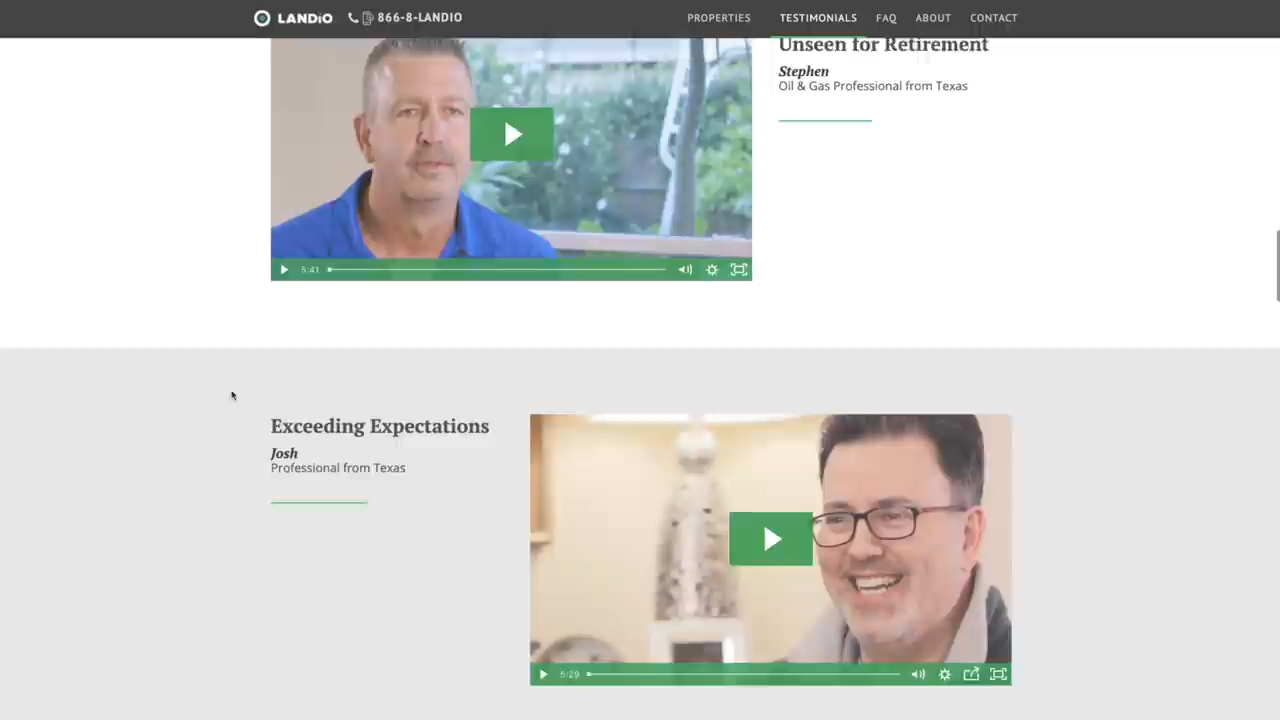 LANDiO 866-8-LANDIO PROPERTIES TESTIMONIALS FAQ ABOUT CONTACT
Unseen for Retirement
Stephen
Oil & Gas Professional from Texas
5:41
Exceeding Expectations
Josh
Professional from Texas
5:29